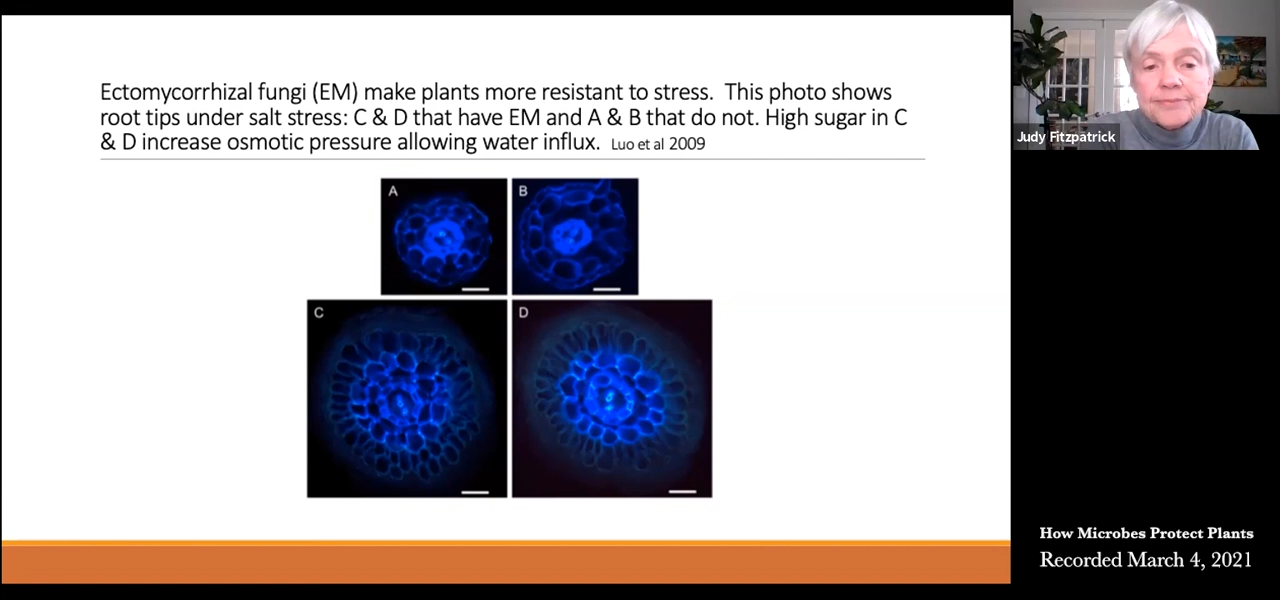 Ectomycorrhizal fungi (EM) make plants more resistant to stress. This photo shows
root tips under salt stress: C & D that have EM and A & B that do not. High sugar in C
& D increase osmotic pressure allowing water influx. Luo et al 2009
A
B
C
D
Judy Fitzpatrick
How Microbes Protect Plants
Recorded March 4, 2021